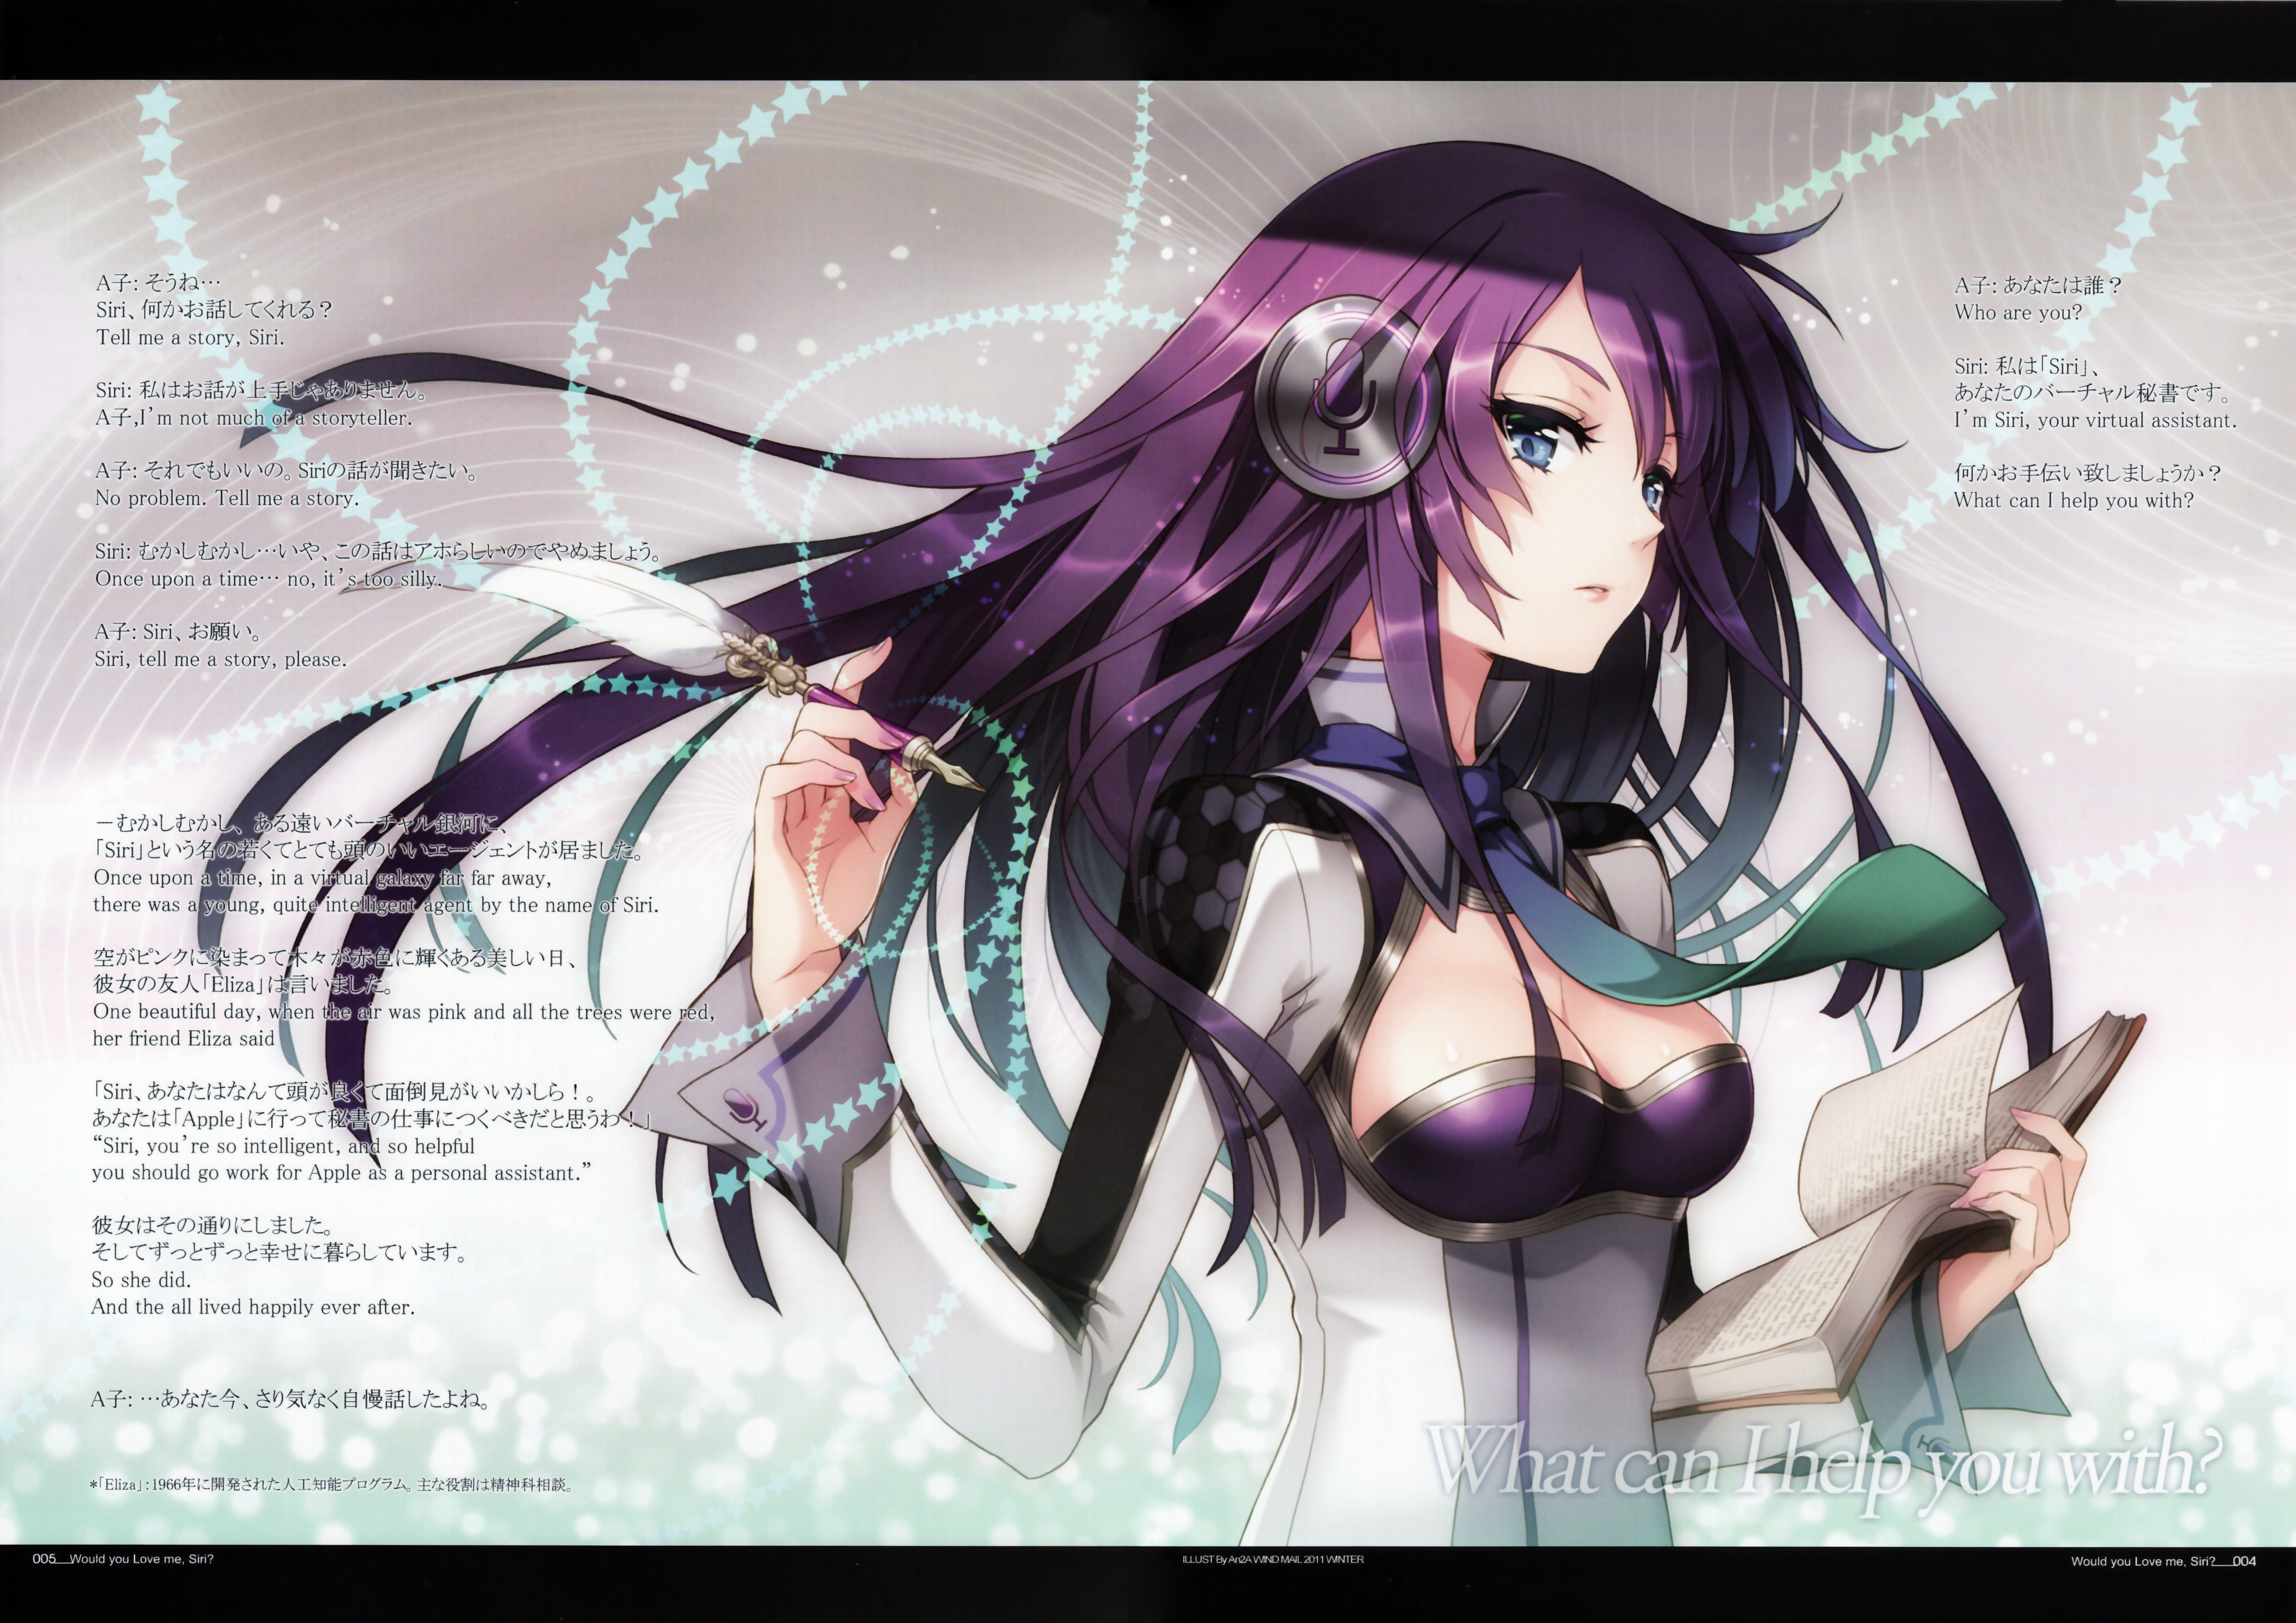 A子: あなたは誰？
Who are you?
Siri: 私は「Siri」、
あなたのバーチャル秘書です。
I'm Siri, your virtual assistant.
何かお手伝い致しましょうか？
What can I help you with?
A子: そうね…
Siri、何かお話してくれる？
Tell me a story, Siri.
Siri: 私はお話が上手じゃありません。
A子,I'm not much of a storyteller.
A子: それでもいいの。Siriの話が聞きたい。
No problem. Tell me a story.
Siri: むかしむかし…いや、この話はアホらしいのでやめましょう。
Once upon a time… no, it's too silly.
A子: Siri、お願い。
Siri, tell me a story, please.
－むかしむかし、ある遠いバーチャル銀河に、
「Siri」という名の若くてとても頭のいいエージェントが居ました。
Once upon a time, in a virtual galaxy far far away,
there was a young, quite intelligent agent by the name of Siri.
空がピンクに染まって木々が赤色に輝くある美しい日、
彼女の友人「Eliza」は言いました。
One beautiful day, when the air was pink and all the trees were red,
her friend Eliza said
「Siri、あなたはなんて頭が良くて面倒見がいいかしら！。
あなたは「Apple」に行って秘書の仕事につくべきだと思うわ！」
“Siri, you're so intelligent, and so helpful
you should go work for Apple as a personal assistant.”
彼女はその通りにしました。
そしてずっとずっと幸せに暮らしています。
So she did.
And the all lived happily ever after.
A子: …あなた今、さり気なく自慢話したよね。
*「Eliza」:1966年に開発された人工知能プログラム。主な役割は精神科相談。
What can I help you with?
005__Would you Love me, Siri?
ILLUST By An2A WIND MAIL 2011 WINTER
Would you Love me, Siri?__004